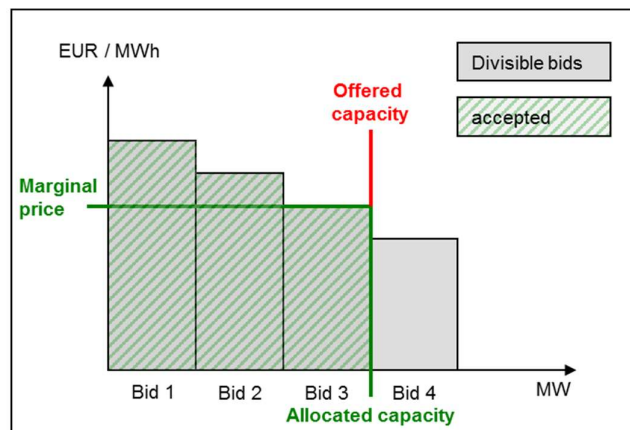 EUR / MWh
Divisible bids
accepted
Offered
capacity
Marginal
price
Bid 1
Bid 2
Bid 3
Bid 4
MW
Allocated capacity